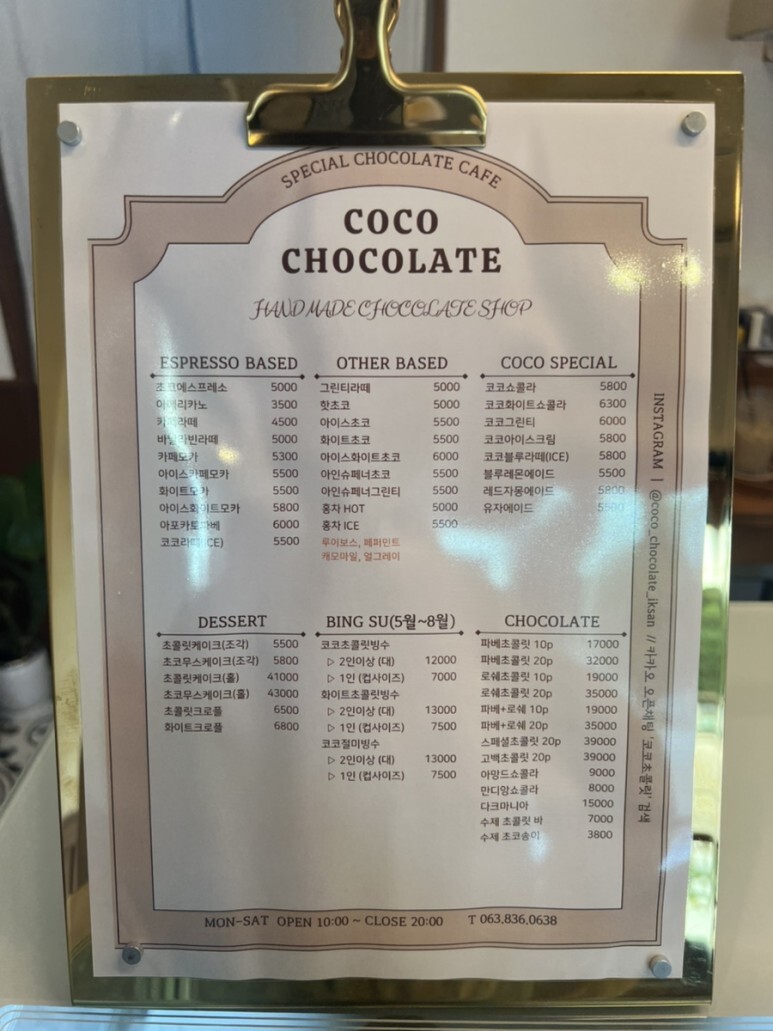 SPECIAL CHOCOLATE CAFE
COCO
CHOCOLATE
HANDMADE CHOCOLATE SHOP
ESPRESSO BASED
초코에스프레소 5000
아메리카노 3500
카페라떼 4500
바닐라빈라떼 5000
카페모카 5300
아이스카페모카 5500
화이트모카 5500
아이스화이트모카 5800
아포카토파베 6000
코코라떼(ICE) 5500
OTHER BASED
그린티라떼 5000
핫초코 5000
아이스초코 5500
화이트초코 5500
아이스화이트초코 6000
아인슈페너초코 5500
아인슈페너그린티 5500
홍차 HOT 5000
홍차 ICE 5500
루이보스, 페퍼민트
캐모마일, 얼그레이
COCO SPECIAL
코코쇼콜라 5800
코코화이트쇼콜라 6300
코코그린티 6000
코코아이스크림 5800
코코블루라떼(ICE) 5800
블루레몬에이드 5500
레드자몽에이드 5800
유자에이드 5500
DESSERT
초콜릿케이크(조각) 5500
초코무스케이크(조각) 5800
초콜릿케이크(홀) 41000
초코무스케이크(홀) 43000
초콜릿크로플 6500
화이트크로플 6800
BING SU(5월~8월)
코코초콜릿빙수
▷ 2인이상 (대) 12000
▷ 1인 (컵사이즈) 7000
화이트초콜릿빙수
▷ 2인이상 (대) 13000
▷ 1인 (컵사이즈) 7500
코코절미빙수
▷ 2인이상 (대) 13000
▷ 1인 (컵사이즈) 7500
CHOCOLATE
파베초콜릿 10p 17000
파베초콜릿 20p 32000
로쉐초콜릿 10p 19000
로쉐초콜릿 20p 35000
파베+로쉐 10p 19000
파베+로쉐 20p 35000
스페셜초콜릿 20p 39000
고백초콜릿 20p 39000
아망드쇼콜라 9000
만디앙쇼콜라 8000
다크마니아 15000
수제 초콜릿 바 7000
수제 초코송이 3800
INSTAGRAM | @coco_chocolate_iksan // 카카오 오픈채팅 '코코초콜릿' 검색
MON-SAT OPEN 10:00 ~ CLOSE 20:00 T 063.836.0638